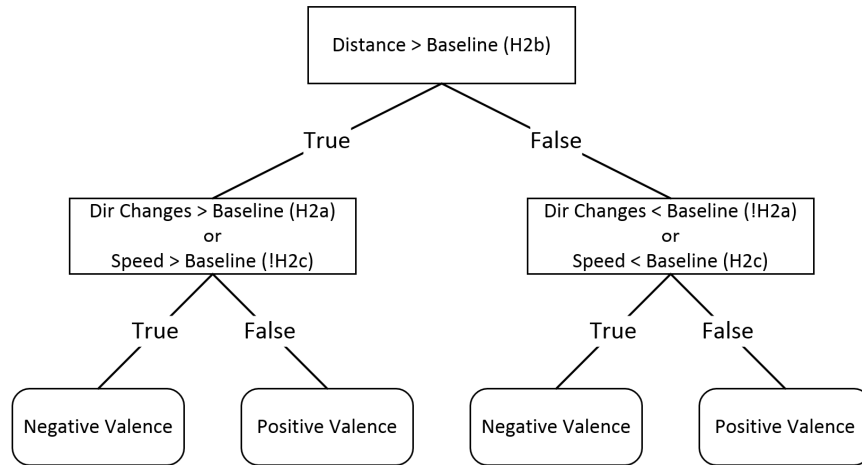 Distance > Baseline (H2b)
True
False
Dir Changes > Baseline (H2a)
or
Speed > Baseline (!H2c)
Dir Changes < Baseline (!H2a)
or
Speed < Baseline (H2c)
True
False
True
False
Negative Valence
Positive Valence
Negative Valence
Positive Valence